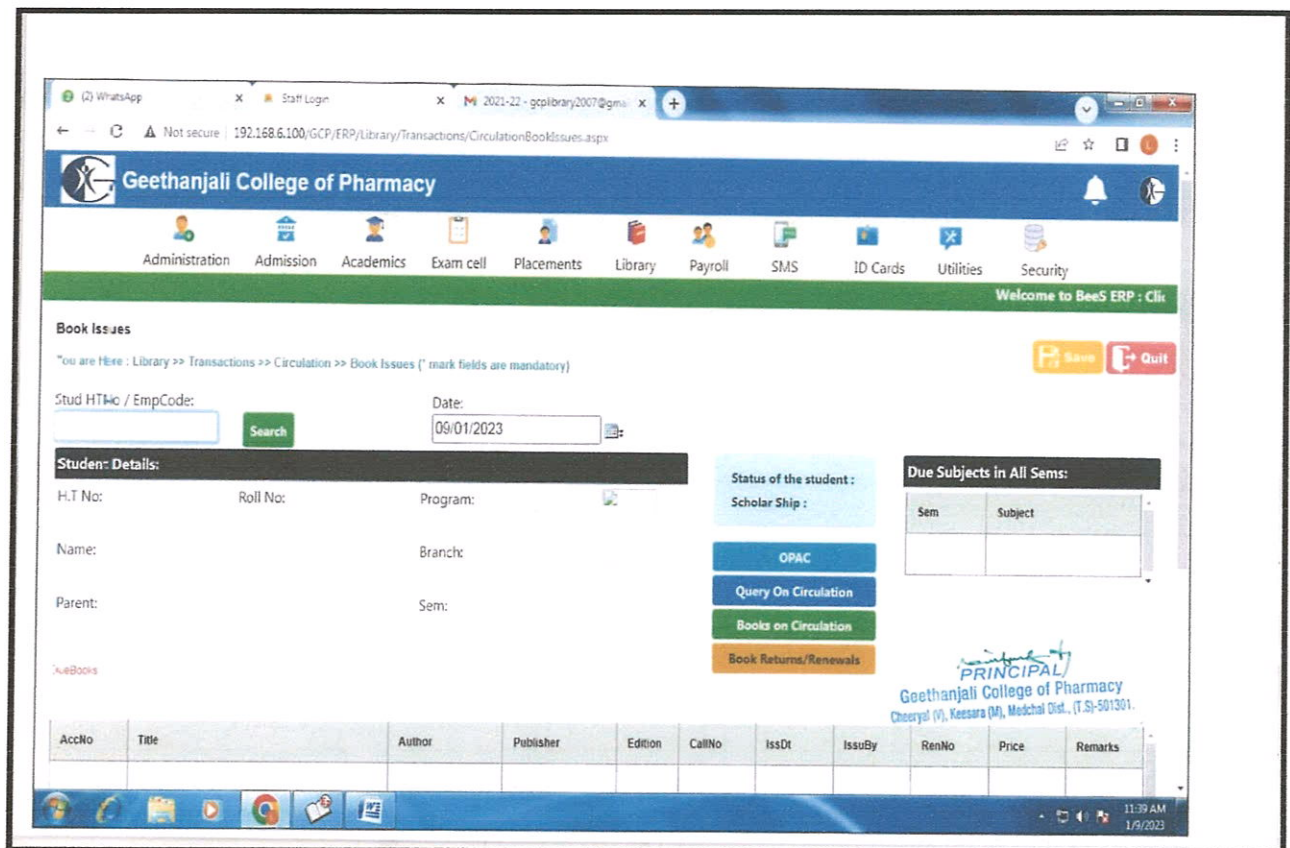 (2) WhatsApp X Staff Login X 2021-22 - gcplibrary2007@gma X +
Not secure 192.168.6.100/GCP/ERP/Library/Transactions/CirculationBookIssues.aspx
Geethanjali College of Pharmacy
Administration Admission Academics Exam cell Placements Library Payroll SMS ID Cards Utilities Security
Welcome to BeeS ERP : Clic
Book Issues
You are Here : Library >> Transactions >> Circulation >> Book Issues (* mark fields are mandatory)
Save Quit
Stud HTNo / EmpCode: Date:
Search 09/01/2023
Student Details: Status of the student : Due Subjects in All Sems:
H.T No: Roll No: Program: Scholar Ship : Sem Subject
Name: Branch: OPAC
Query On Circulation
Parent: Sem: Books on Circulation
DueBooks Book Returns/Renewals
PRINCIPAL
Geethanjali College of Pharmacy
Cheeryal (V), Keesara (M), Medchal Dist., (T.S)-501301.
AccNo Title Author Publisher Edition CallNo IssDt IssuBy RenNo Price Remarks
11:39 AM
1/9/2023